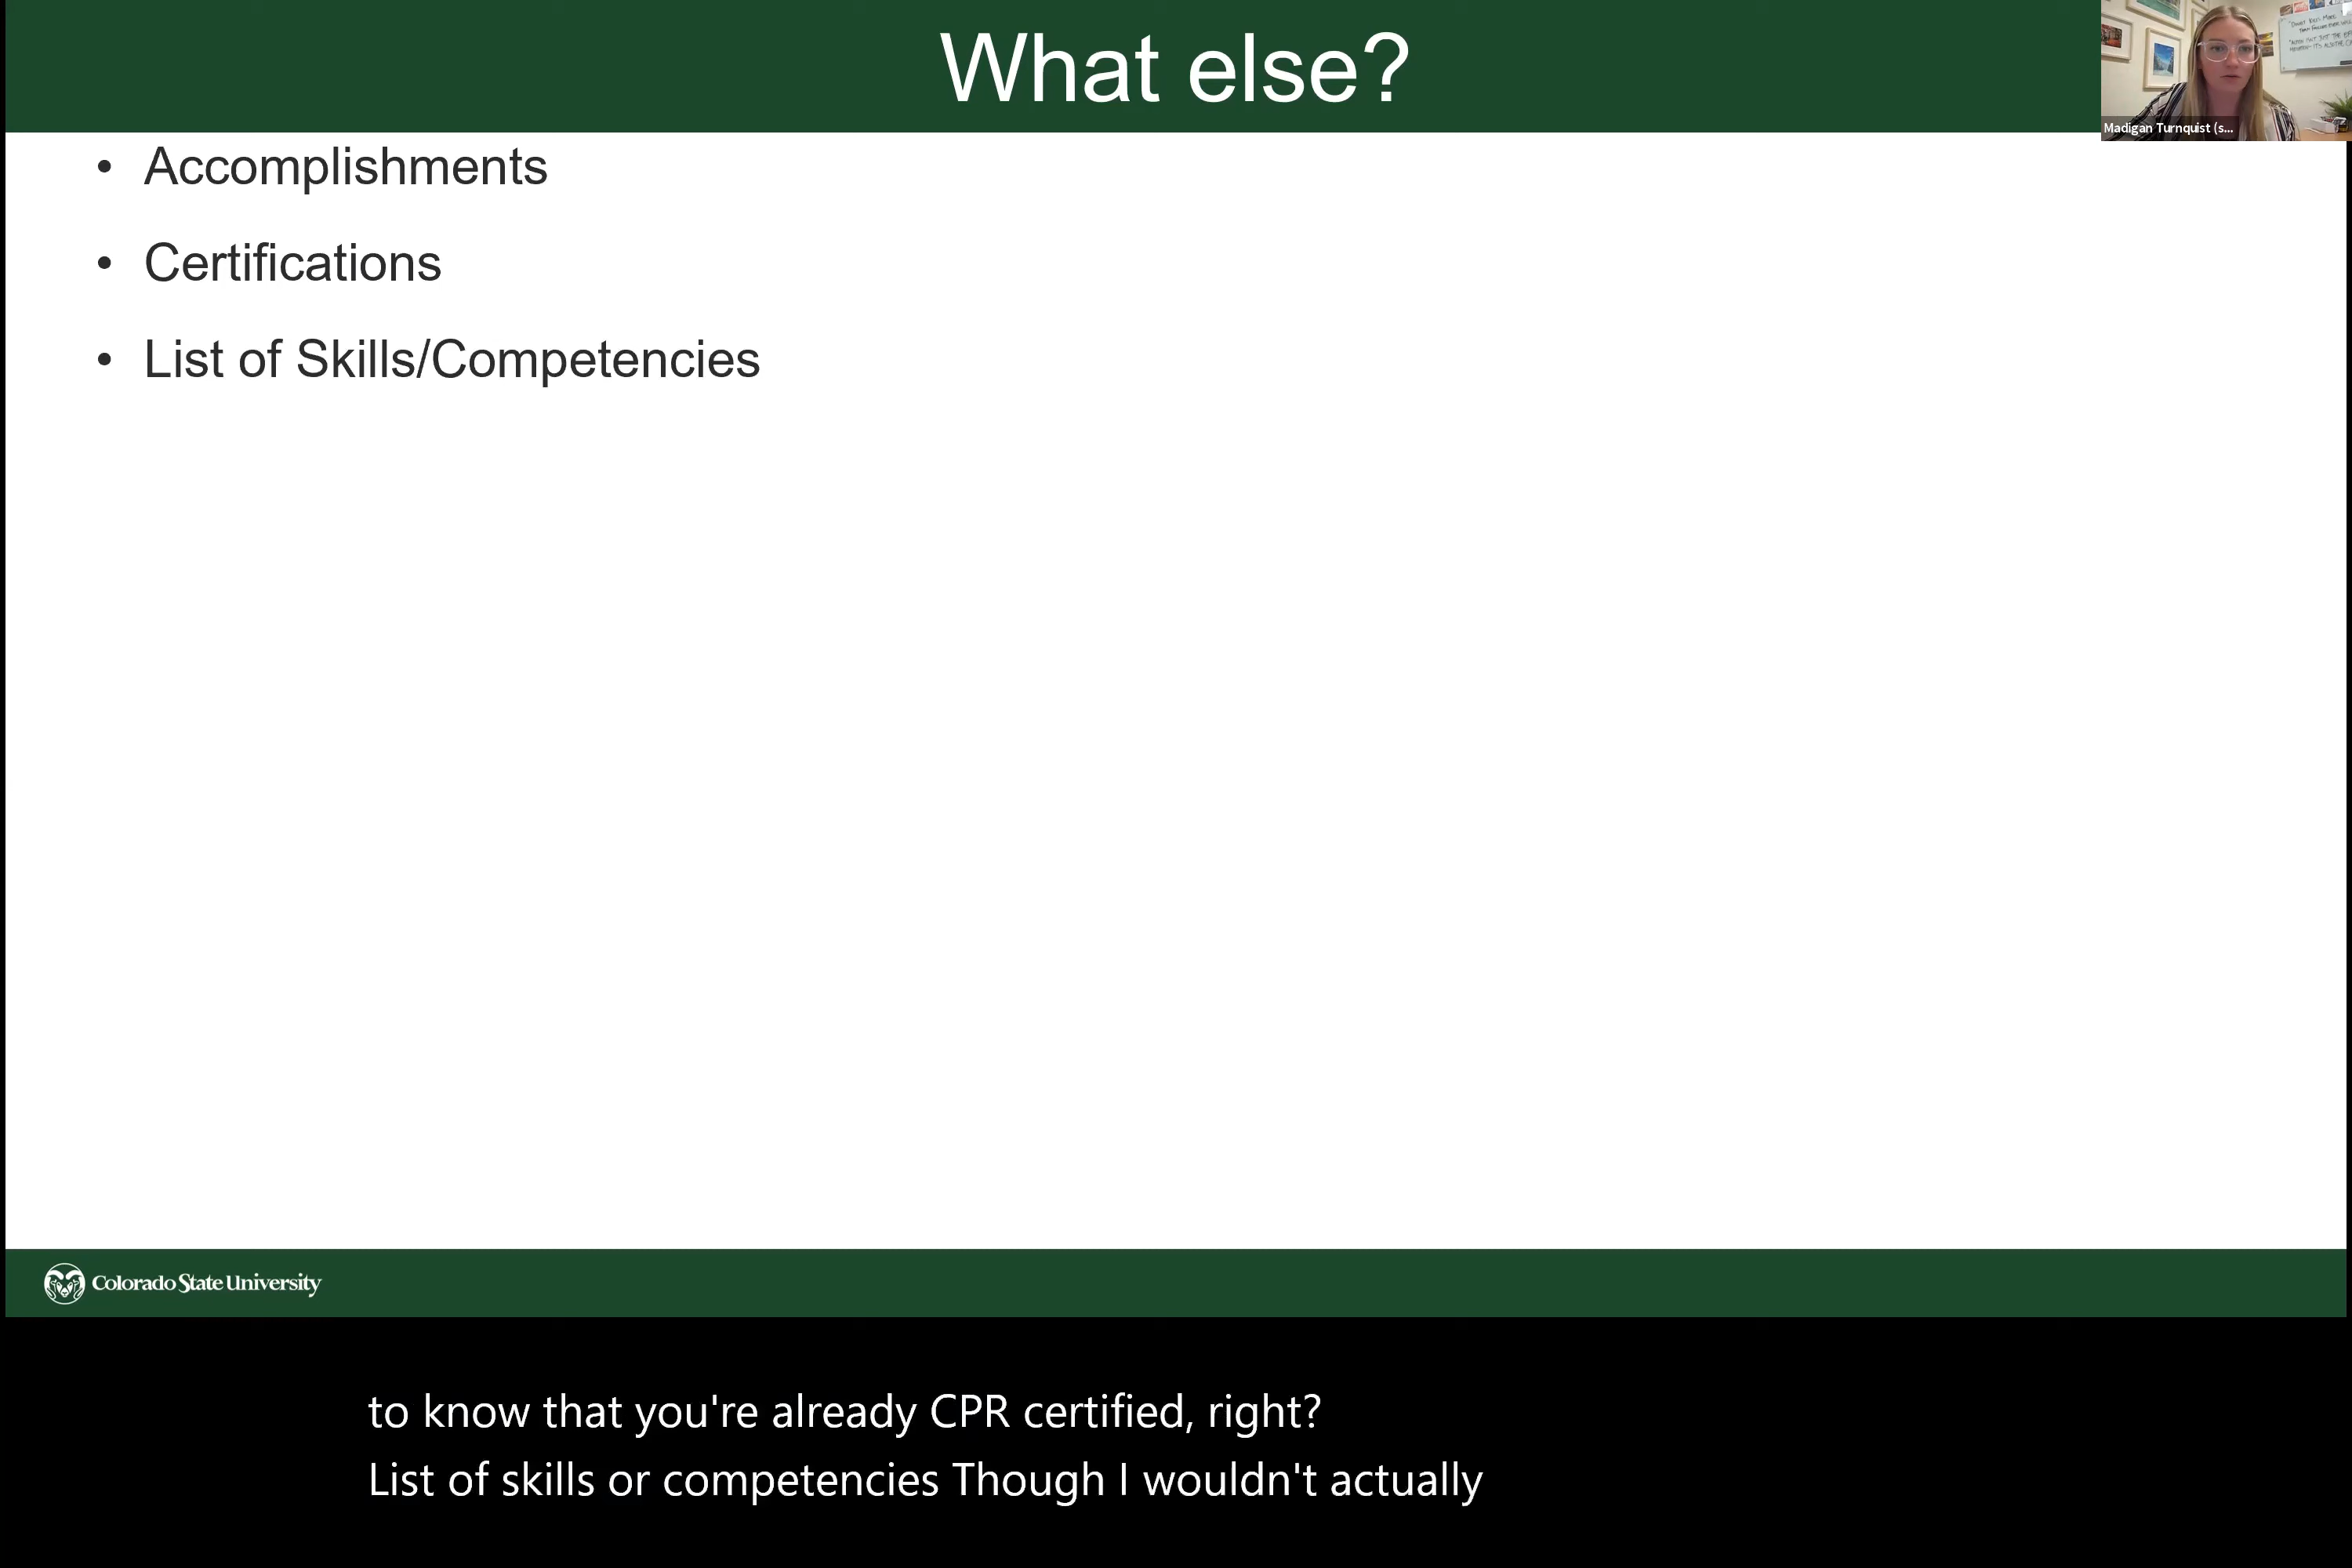 What else?
Madigan Turnquist (s...
• Accomplishments
• Certifications
• List of Skills/Competencies
Colorado State University
to know that you're already CPR certified, right?
List of skills or competencies Though I wouldn't actually